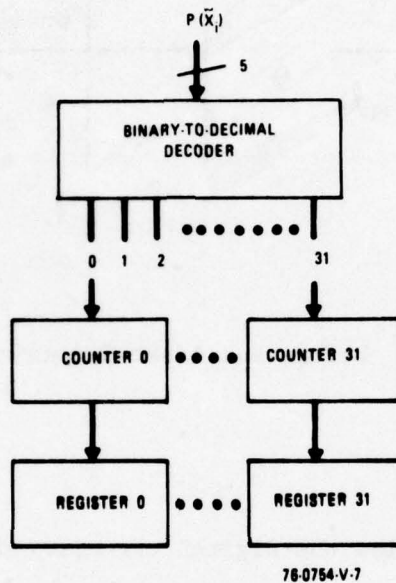 P(X̃ᵢ)
5
BINARY-TO-DECIMAL
DECODER
0 1 2 31
COUNTER 0 COUNTER 31
REGISTER 0 REGISTER 31
76-0754-V-7